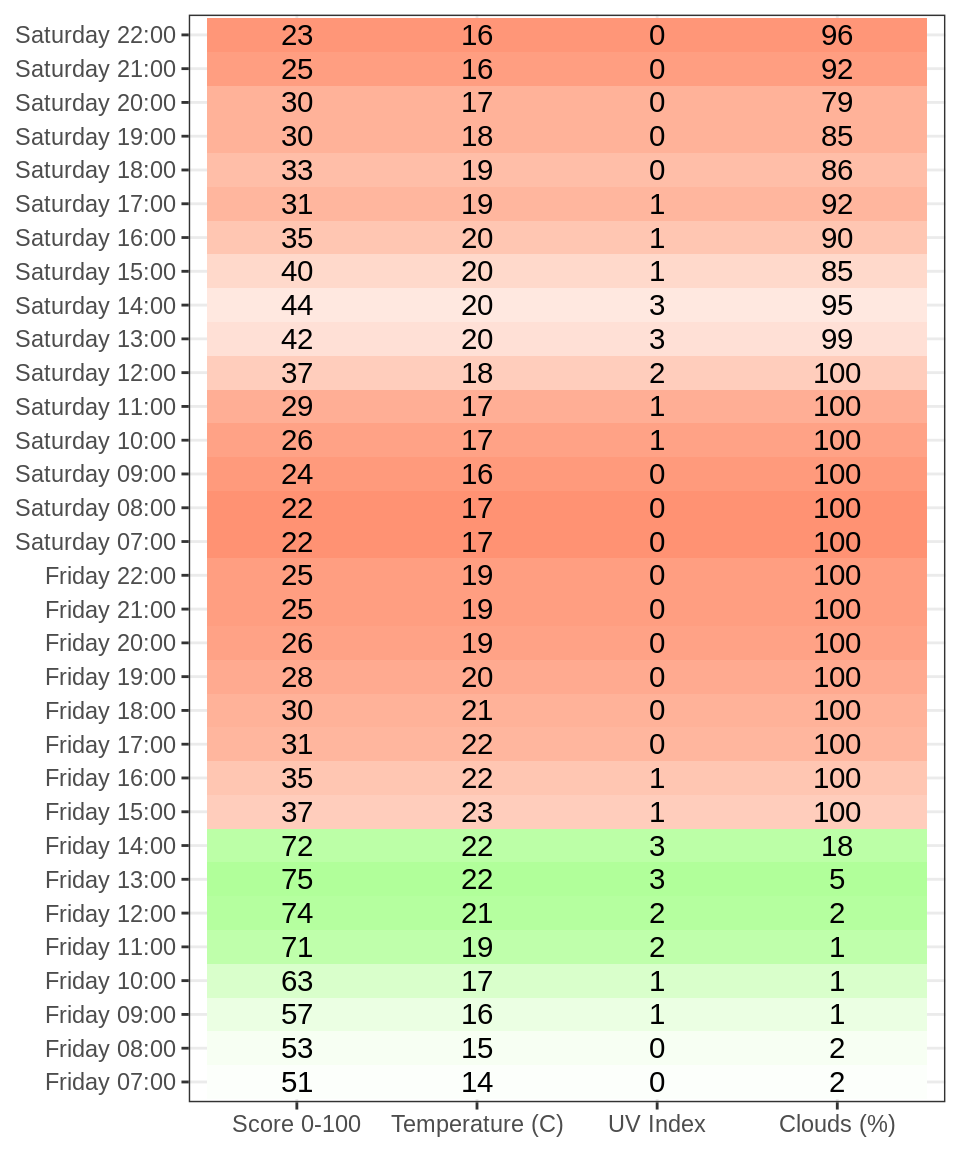 Saturday 22:00 23 16 0 96
Saturday 21:00 25 16 0 92
Saturday 20:00 30 17 0 79
Saturday 19:00 30 18 0 85
Saturday 18:00 33 19 0 86
Saturday 17:00 31 19 1 92
Saturday 16:00 35 20 1 90
Saturday 15:00 40 20 1 85
Saturday 14:00 44 20 3 95
Saturday 13:00 42 20 3 99
Saturday 12:00 37 18 2 100
Saturday 11:00 29 17 1 100
Saturday 10:00 26 17 1 100
Saturday 09:00 24 16 0 100
Saturday 08:00 22 17 0 100
Saturday 07:00 22 17 0 100
Friday 22:00 25 19 0 100
Friday 21:00 25 19 0 100
Friday 20:00 26 19 0 100
Friday 19:00 28 20 0 100
Friday 18:00 30 21 0 100
Friday 17:00 31 22 0 100
Friday 16:00 35 22 1 100
Friday 15:00 37 23 1 100
Friday 14:00 72 22 3 18
Friday 13:00 75 22 3 5
Friday 12:00 74 21 2 2
Friday 11:00 71 19 2 1
Friday 10:00 63 17 1 1
Friday 09:00 57 16 1 1
Friday 08:00 53 15 0 2
Friday 07:00 51 14 0 2
Score 0-100 Temperature (C) UV Index Clouds (%)